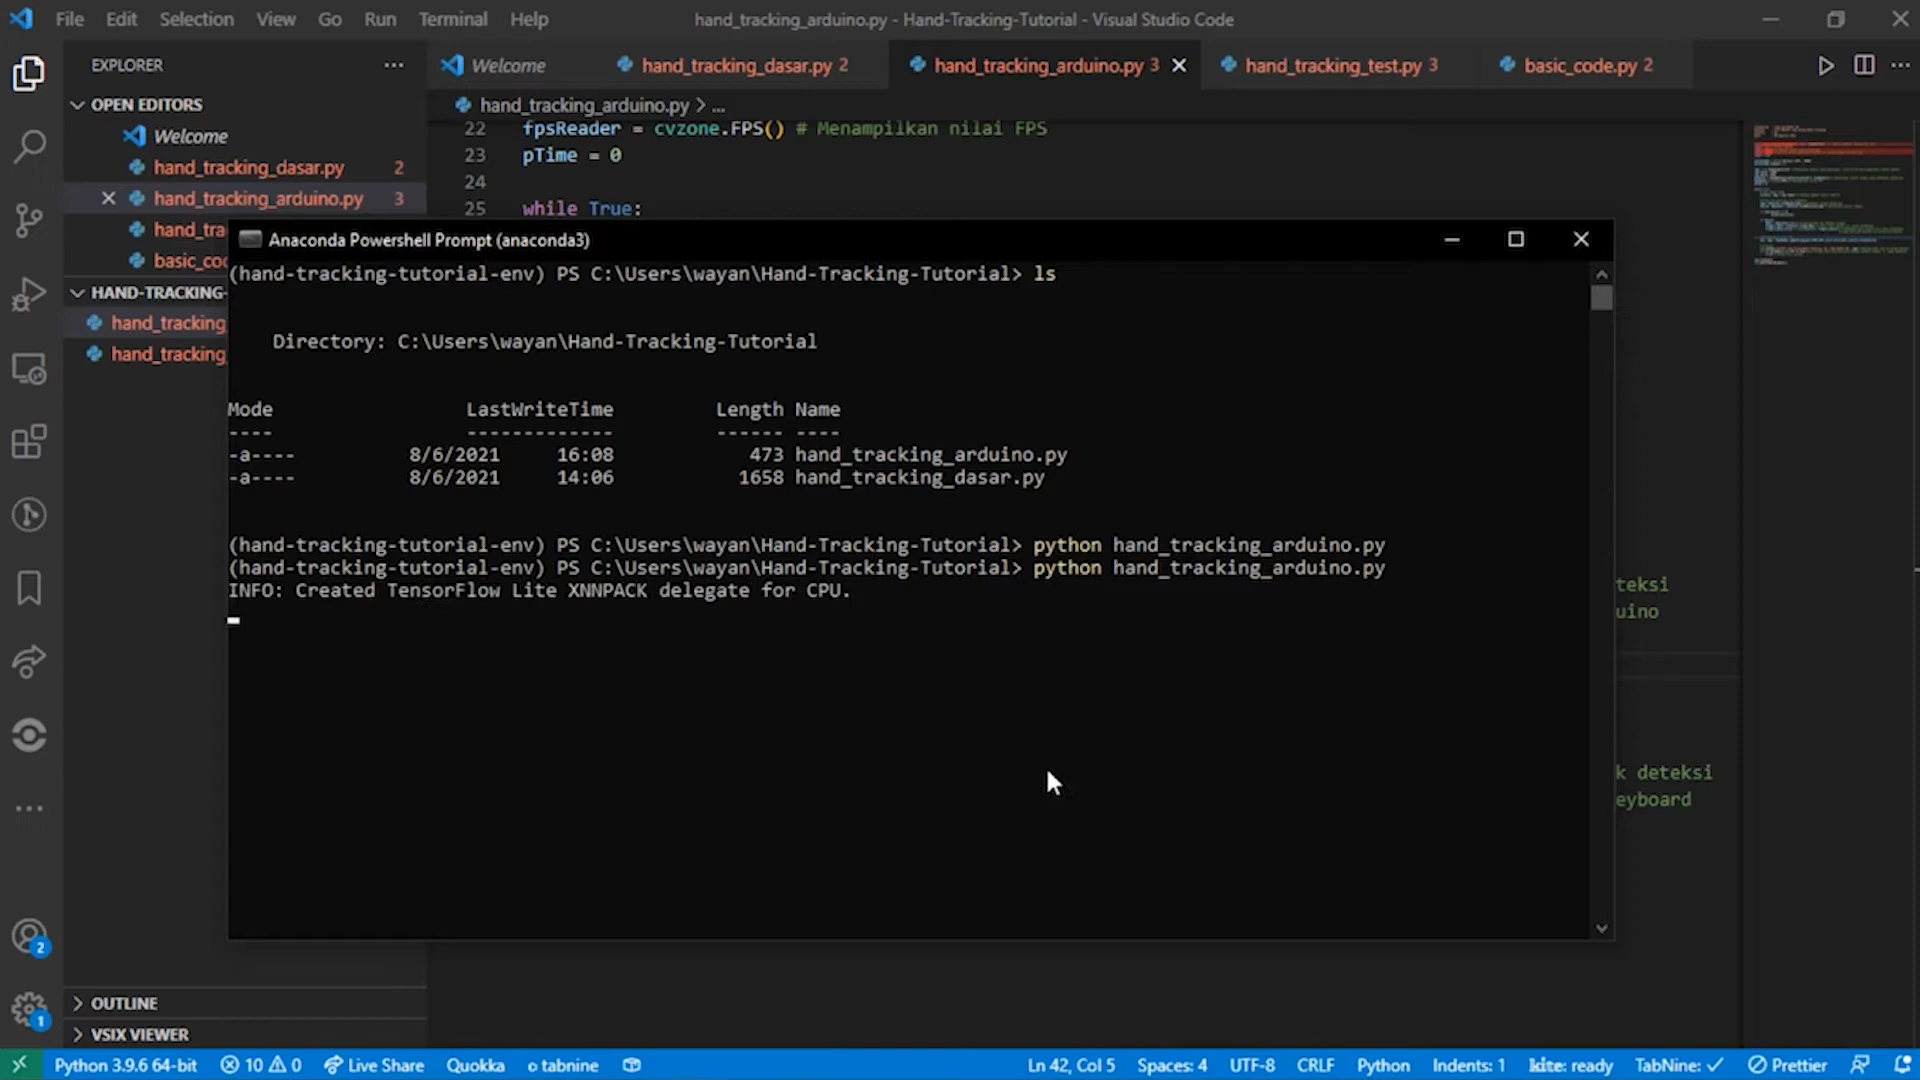 File Edit Selection View Go Run Terminal Help
hand_tracking_arduino.py - Hand-Tracking-Tutorial - Visual Studio Code
EXPLORER
OPEN EDITORS
Welcome
hand_tracking_dasar.py 2
hand_tracking_arduino.py 3
hand_tra
basic_co
HAND-TRACKING-
hand_tracking_
hand_tracking_
OUTLINE
VSIX VIEWER
Welcome
hand_tracking_dasar.py 2
hand_tracking_arduino.py 3
hand_tracking_test.py 3
basic_code.py 2
hand_tracking_arduino.py > ...
22 fpsReader = cvzone.FPS() # Menampilkan nilai FPS
23 pTime = 0
24
25 while True:
Anaconda Powershell Prompt (anaconda3)
(hand-tracking-tutorial-env) PS C:\Users\wayan\Hand-Tracking-Tutorial> ls
Directory: C:\Users\wayan\Hand-Tracking-Tutorial
Mode LastWriteTime Length Name
---- ------------- ------ ----
-a---- 8/6/2021 16:08 473 hand_tracking_arduino.py
-a---- 8/6/2021 14:06 1658 hand_tracking_dasar.py
(hand-tracking-tutorial-env) PS C:\Users\wayan\Hand-Tracking-Tutorial> python hand_tracking_arduino.py
(hand-tracking-tutorial-env) PS C:\Users\wayan\Hand-Tracking-Tutorial> python hand_tracking_arduino.py
INFO: Created TensorFlow Lite XNNPACK delegate for CPU.
teksi
uino
k deteksi
eyboard
2
1
Python 3.9.6 64-bit 10 0 Live Share Quokka tabnine
Ln 42, Col 5 Spaces: 4 UTF-8 CRLF Python Indents: 1 kite: ready TabNine: Prettier